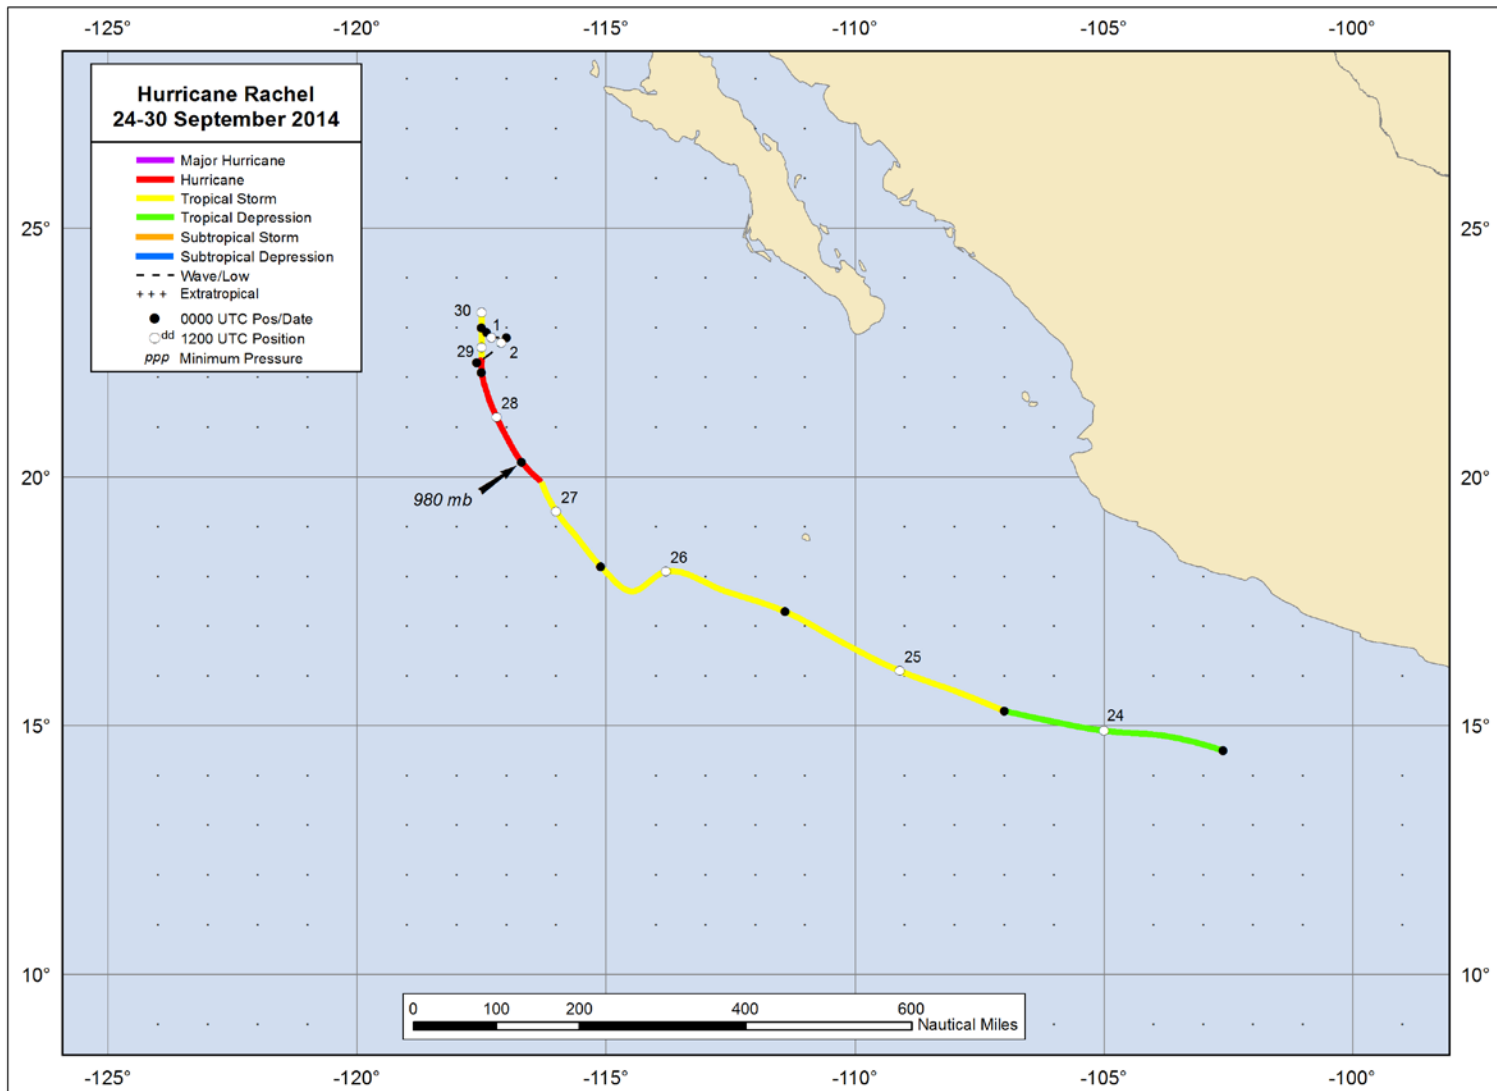 -125° -120° -115° -110° -105° -100°
Hurricane Rachel
24-30 September 2014
Major Hurricane
Hurricane
Tropical Storm
Tropical Depression
Subtropical Storm
Subtropical Depression
Wave/Low
+++ Extratropical
0000 UTC Pos/Date
dd 1200 UTC Position
ppp Minimum Pressure
25° 25°
30
1
29
2
28
20° 20°
980 mb
27
26
25
24
15° 15°
10° 10°
0 100 200 400 600
Nautical Miles
-125° -120° -115° -110° -105° -100°